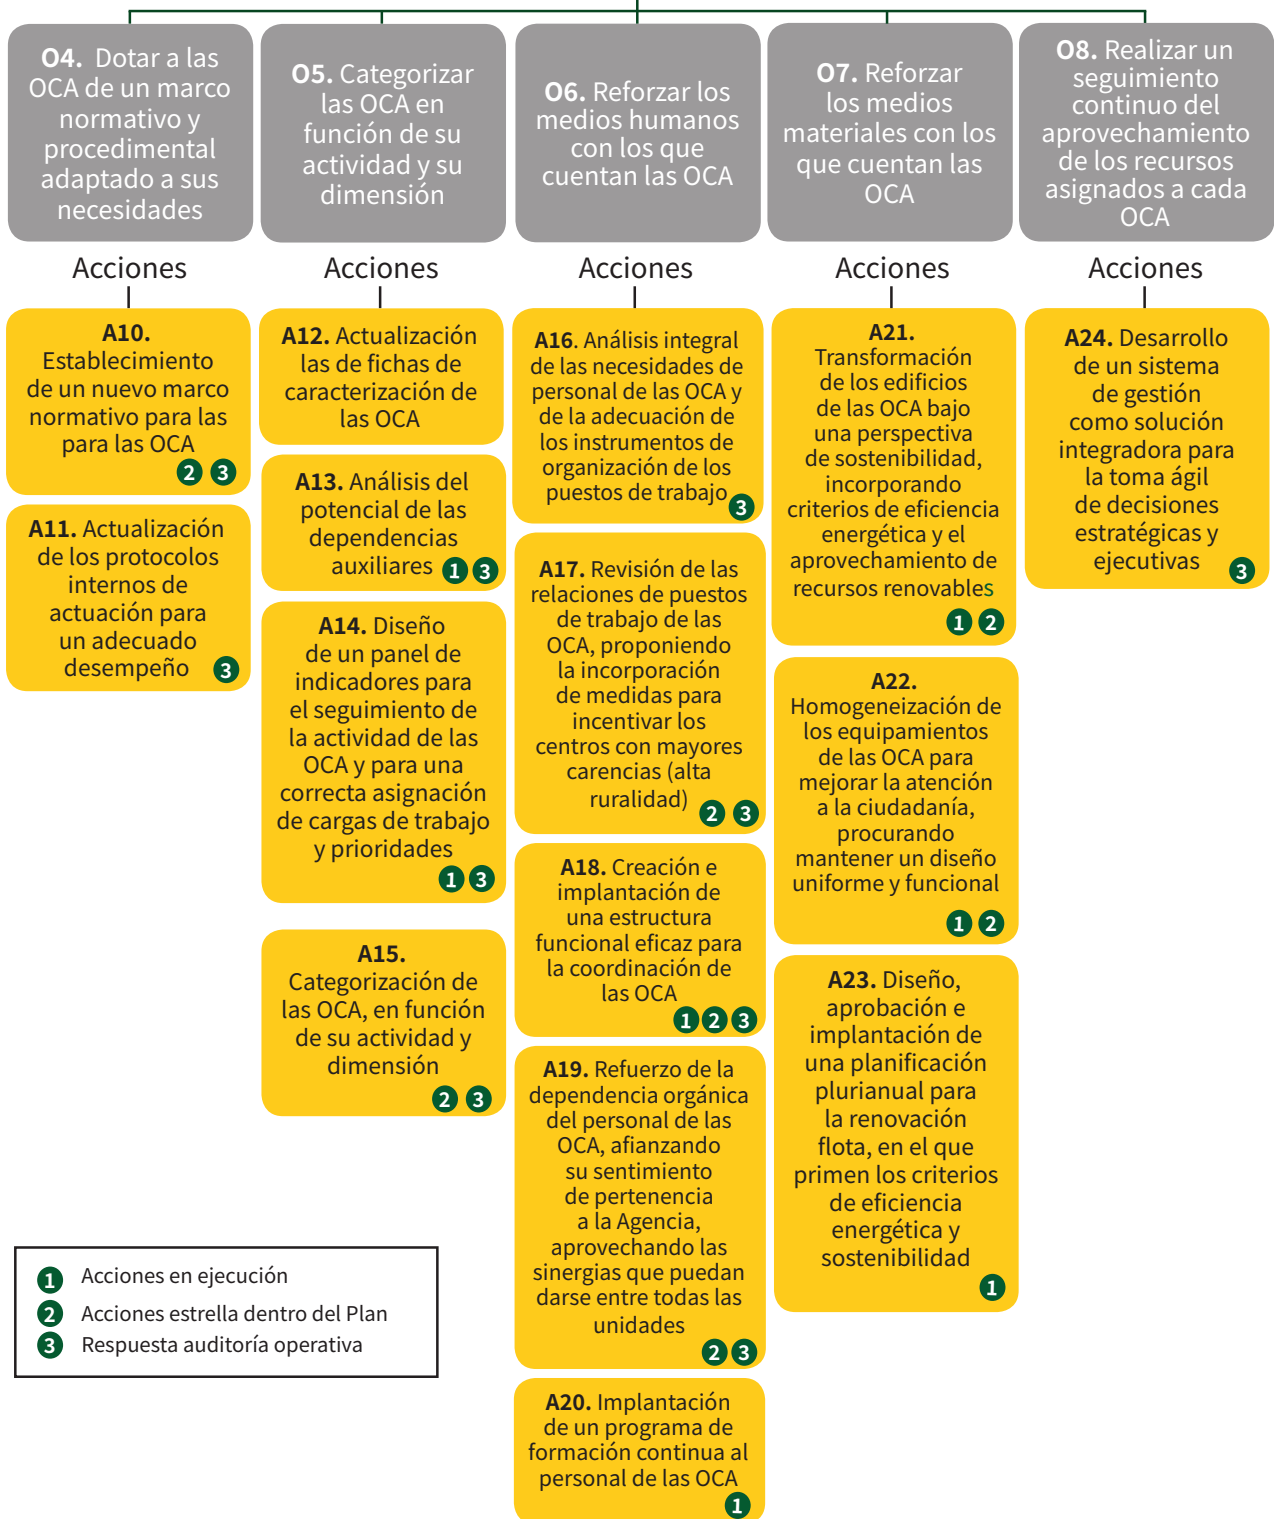 O4. Dotar a las
OCA de un marco
normativo y
procedimental
adaptado a sus
necesidades
Acciones
A10.
Establecimiento
de un nuevo marco
normativo para las
para las OCA
2 3
A11. Actualización
de los protocolos
internos de
actuación para
un adecuado
desempeño 3
O5. Categorizar
las OCA en
función de su
actividad y su
dimensión
Acciones
A12. Actualización
las de fichas de
caracterización de
las OCA
A13. Análisis del
potencial de las
dependencias
auxiliares 1 3
A14. Diseño
de un panel de
indicadores para
el seguimiento de
la actividad de las
OCA y para una
correcta asignación
de cargas de trabajo
y prioridades
1 3
A15.
Categorización de
las OCA, en función
de su actividad y
dimensión
2 3
O6. Reforzar los
medios humanos
con los que
cuentan las OCA
Acciones
A16. Análisis integral
de las necesidades de
personal de las OCA y
de la adecuación de
los instrumentos de
organización de los
puestos de trabajo
3
A17. Revisión de las
relaciones de puestos
de trabajo de las
OCA, proponiendo
la incorporación
de medidas para
incentivar los
centros con mayores
carencias (alta
ruralidad) 2 3
A18. Creación e
implantación de
una estructura
funcional eficaz para
la coordinación de
las OCA
1 2 3
A19. Refuerzo de la
dependencia orgánica
del personal de las
OCA, afianzando
su sentimiento
de pertenencia
a la Agencia,
aprovechando las
sinergias que puedan
darse entre todas las
unidades
2 3
A20. Implantación
de un programa de
formación continua al
personal de las OCA
1
O7. Reforzar
los medios
materiales con los
que cuentan las
OCA
Acciones
A21.
Transformación
de los edificios
de las OCA bajo
una perspectiva
de sostenibilidad,
incorporando
criterios de eficiencia
energética y el
aprovechamiento de
recursos renovables
1 2
A22.
Homogeneización de
los equipamientos
de las OCA para
mejorar la atención
a la ciudadanía,
procurando
mantener un diseño
uniforme y funcional
1 2
A23. Diseño,
aprobación e
implantación de
una planificación
plurianual para
la renovación
flota, en el que
primen los criterios
de eficiencia
energética y
sostenibilidad
1
O8. Realizar un
seguimiento
continuo del
aprovechamiento
de los recursos
asignados a cada
OCA
Acciones
A24. Desarrollo
de un sistema
de gestión
como solución
integradora para
la toma ágil
de decisiones
estratégicas y
ejecutivas 3
1 Acciones en ejecución
2 Acciones estrella dentro del Plan
3 Respuesta auditoría operativa